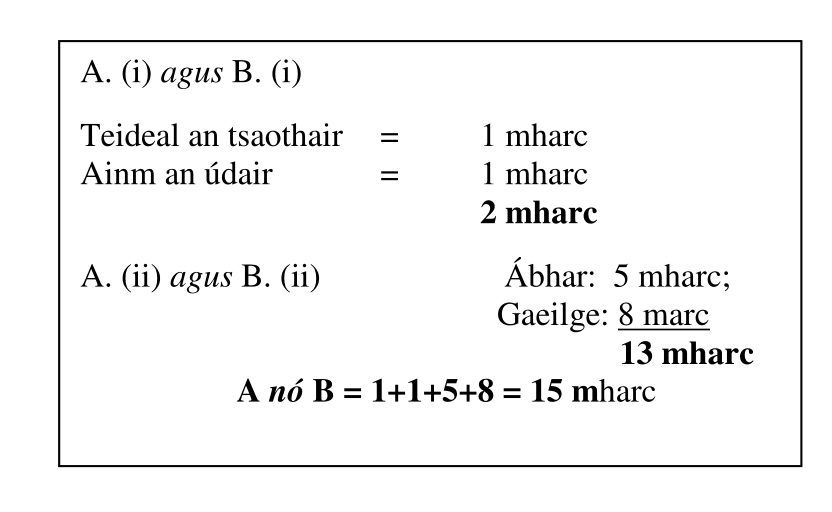 A. (i) agus B. (i)
Teideal an tsaothair = 1 mharc
Ainm an údair = 1 mharc
2 mharc
A. (ii) agus B. (ii) Ábhar: 5 mharc;
Gaeilge: 8 marc
13 mharc
A nó B = 1+1+5+8 = 15 mharc